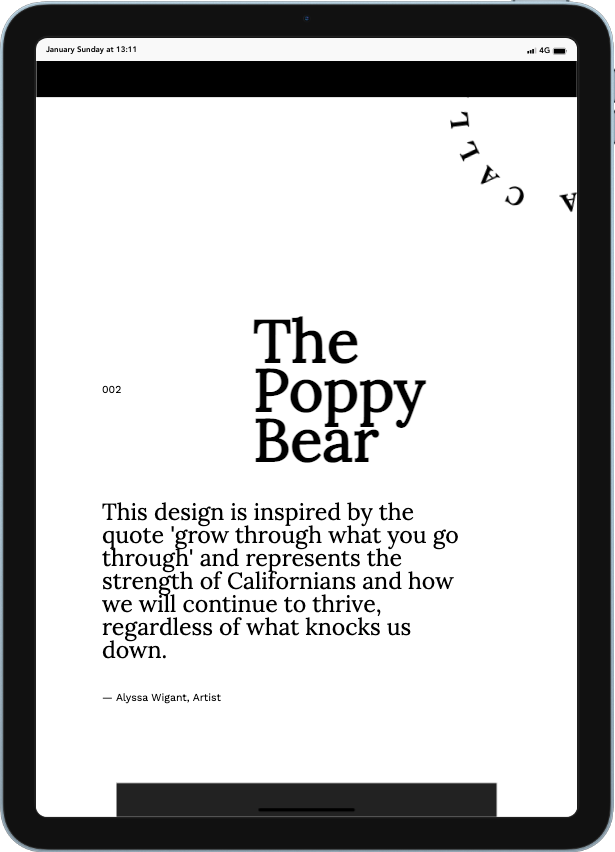 January Sunday at 13:11
4G
A CALL
The
Poppy
Bear
002
This design is inspired by the
quote 'grow through what you go
through' and represents the
strength of Californians and how
we will continue to thrive,
regardless of what knocks us
down.
— Alyssa Wigant, Artist